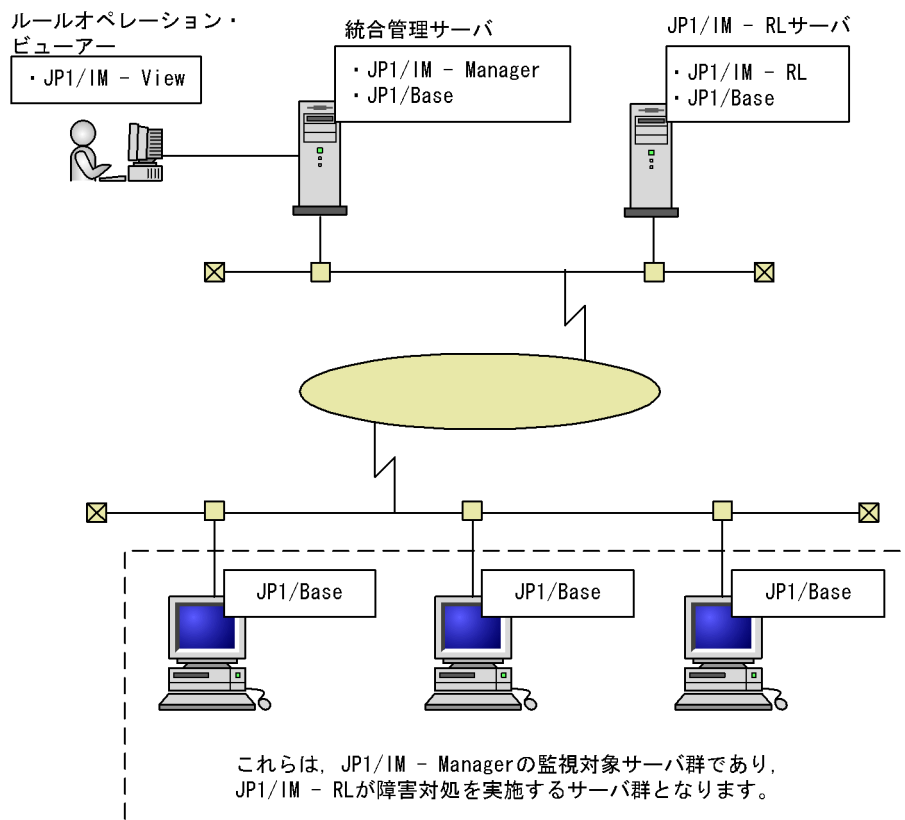 ルールオペレーション・
ビューアー
・JP1/IM - View
統合管理サーバ
・JP1/IM - Manager
・JP1/Base
JP1/IM - RLサーバ
・JP1/IM - RL
・JP1/Base
JP1/Base
JP1/Base
JP1/Base
これらは，JP1/IM - Managerの監視対象サーバ群であり，
JP1/IM - RLが障害対処を実施するサーバ群となります。